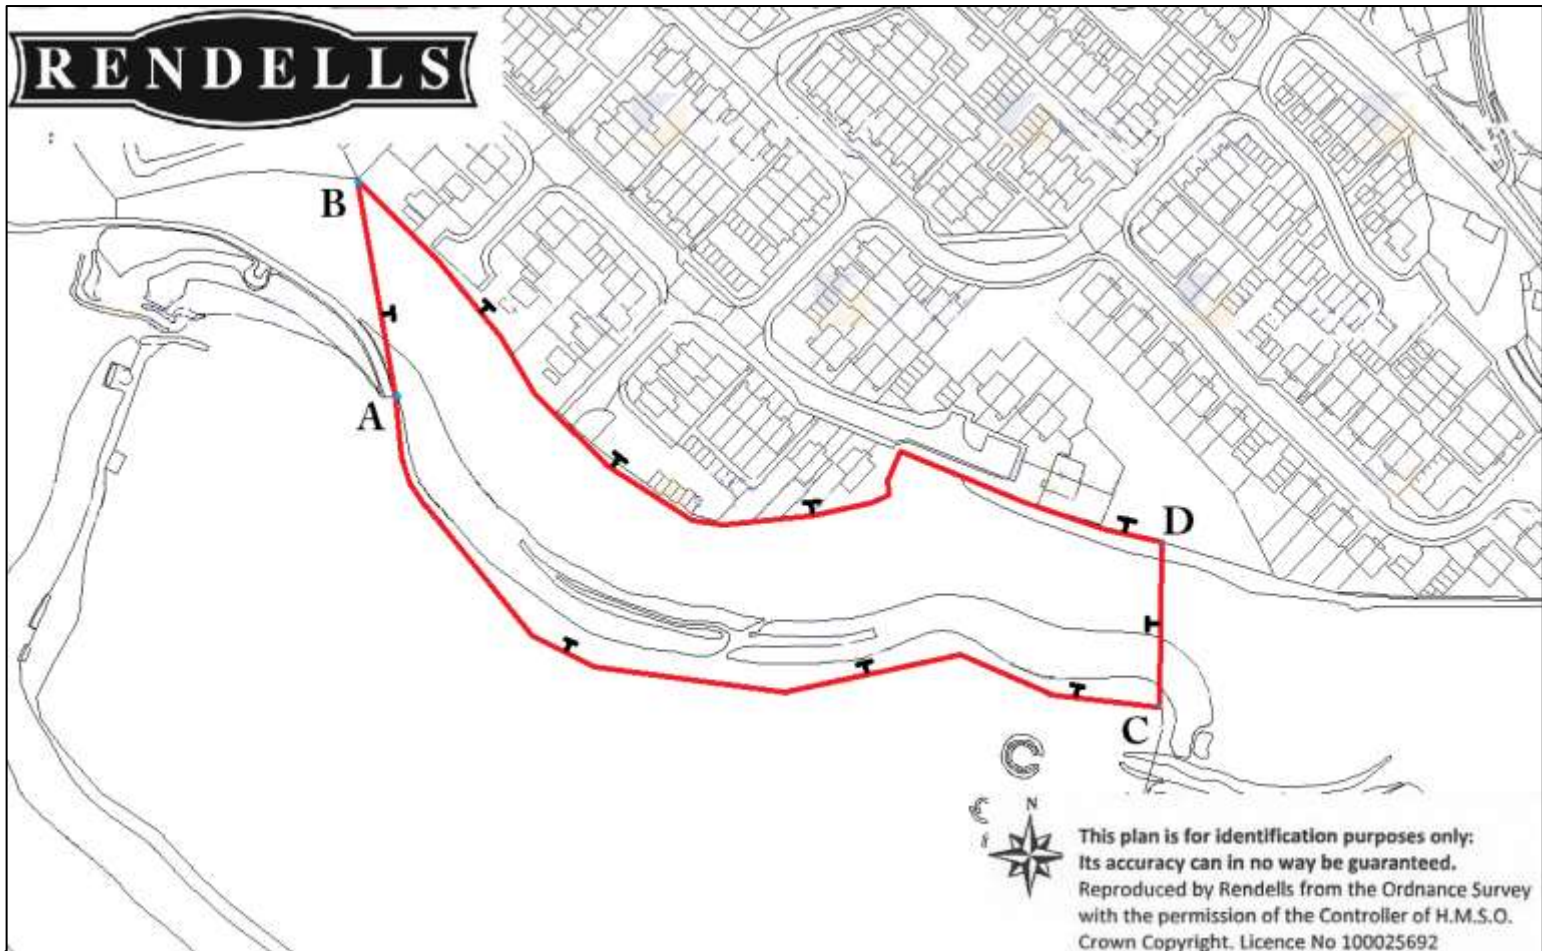 RENDELLS
B
A
D
C
N
This plan is for identification purposes only:
Its accuracy can in no way be guaranteed.
Reproduced by Rendells from the Ordnance Survey
with the permission of the Controller of H.M.S.O.
Crown Copyright. Licence No 100025692